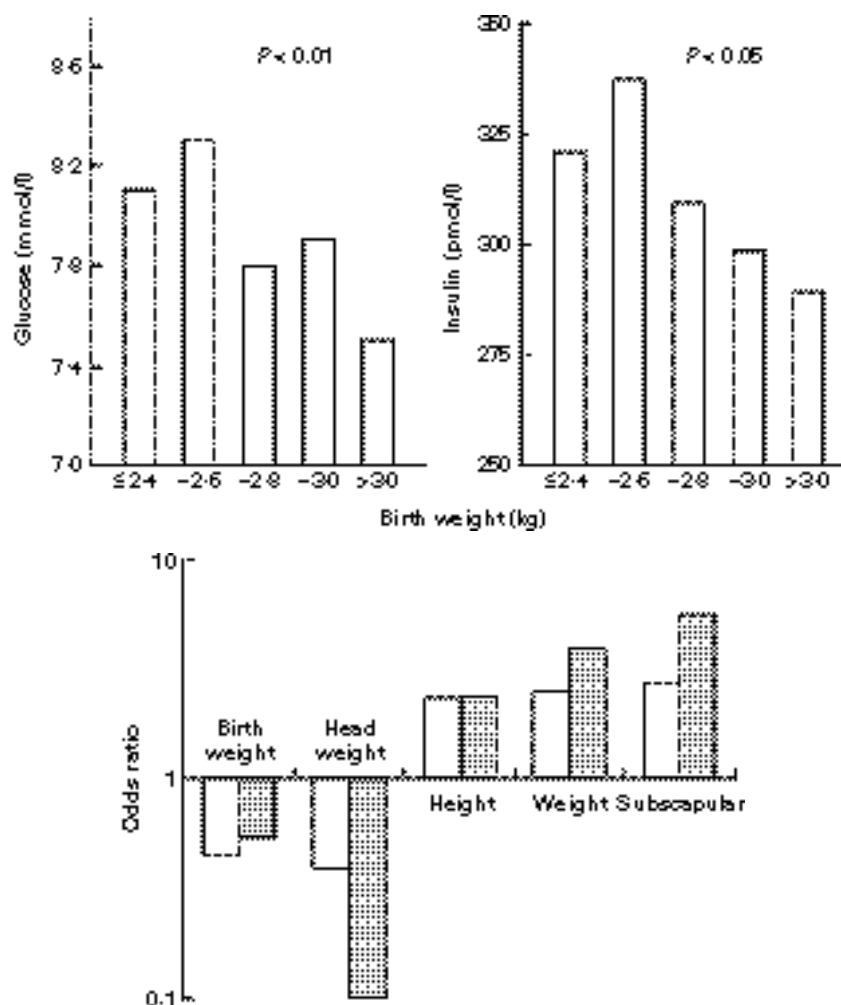 P < 0.01
Glucose (mmol/l)
8·6
8·2
7·8
7·4
7·0
≤2·4 –2·6 –2·8 –3·0 >3·0
P < 0.05
Insulin (pmol/l)
350
325
300
275
250
≤2·4 –2·6 –2·8 –3·0 >3·0
Birth weight (kg)
Odds ratio
10
1
0.1
Birth
weight
Head
weight
Height
Weight
Subscapular